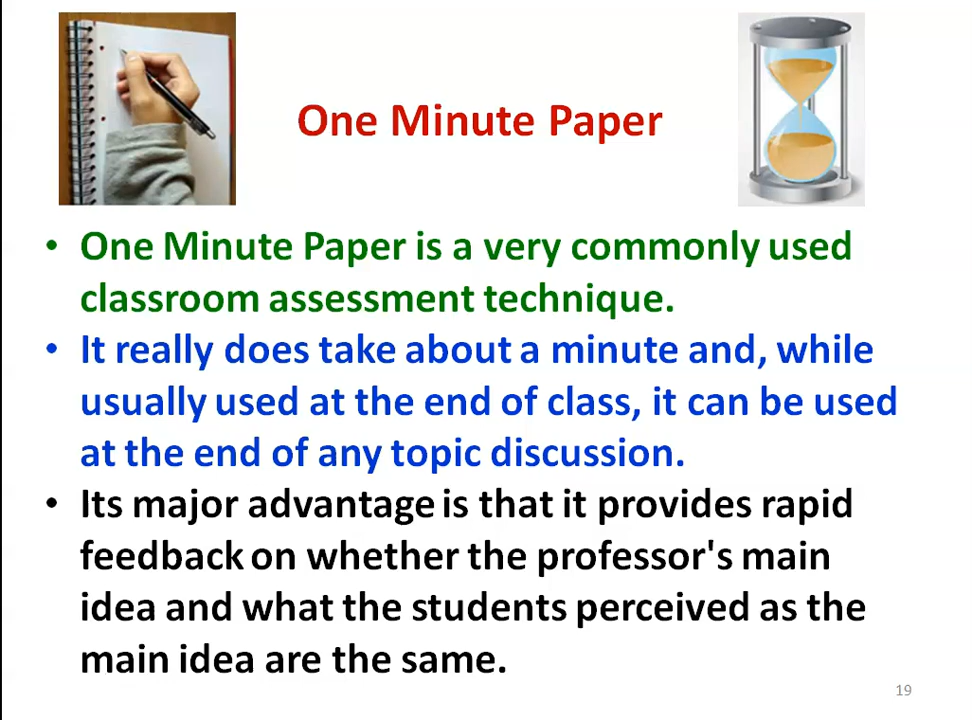 One Minute Paper
• One Minute Paper is a very commonly used
classroom assessment technique.
• It really does take about a minute and, while
usually used at the end of class, it can be used
at the end of any topic discussion.
• Its major advantage is that it provides rapid
feedback on whether the professor's main
idea and what the students perceived as the
main idea are the same.
19